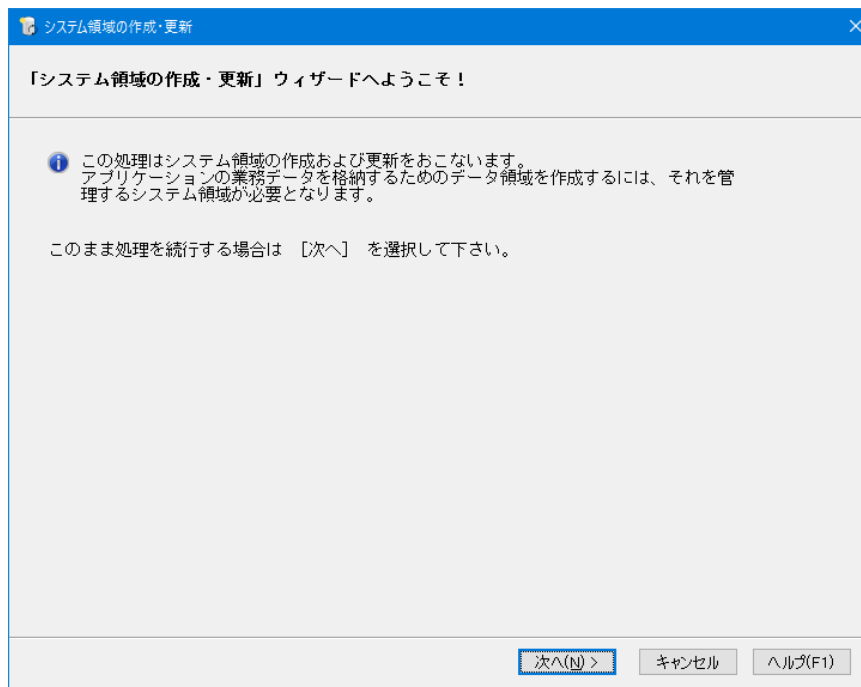 システム領域の作成・更新
「システム領域の作成・更新」ウィザードへようこそ！
この処理はシステム領域の作成および更新をおこないます。
アプリケーションの業務データを格納するためのデータ領域を作成するには、それを管
理するシステム領域が必要となります。
このまま処理を続行する場合は　［次へ］　を選択して下さい。
次へ(N) >　キャンセル　ヘルプ(F1)